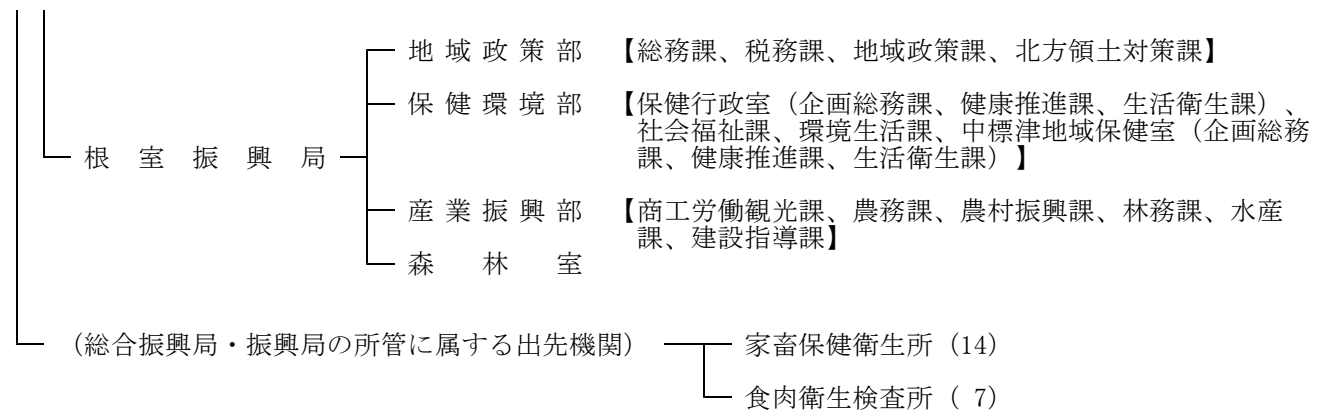 地域政策部 【総務課、税務課、地域政策課、北方領土対策課】
保健環境部 【保健行政室（企画総務課、健康推進課、生活衛生課）、
社会福祉課、環境生活課、中標津地域保健室（企画総務
根室振興局
課、健康推進課、生活衛生課）】
産業振興部 【商工労働観光課、農務課、農村振興課、林務課、水産
課、建設指導課】
森林室
（総合振興局・振興局の所管に属する出先機関） 家畜保健衛生所（14）
食肉衛生検査所（ 7）